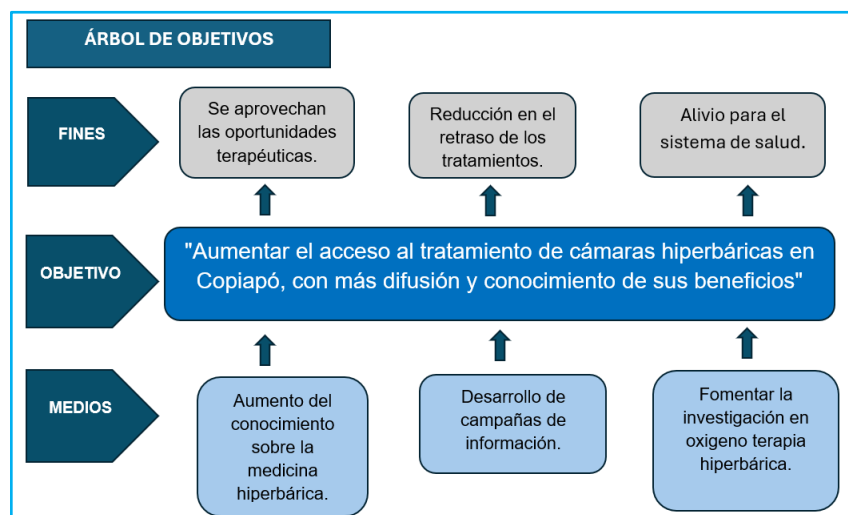 ÁRBOL DE OBJETIVOS
FINES
Se aprovechan
las oportunidades
terapéuticas.
Reducción en el
retraso de los
tratamientos.
Alivio para el
sistema de salud.
OBJETIVO
"Aumentar el acceso al tratamiento de cámaras hiperbáricas en
Copiapó, con más difusión y conocimiento de sus beneficios"
MEDIOS
Aumento del
conocimiento
sobre la
medicina
hiperbárica.
Desarrollo de
campañas de
información.
Fomentar la
investigación en
oxigeno terapia
hiperbárica.